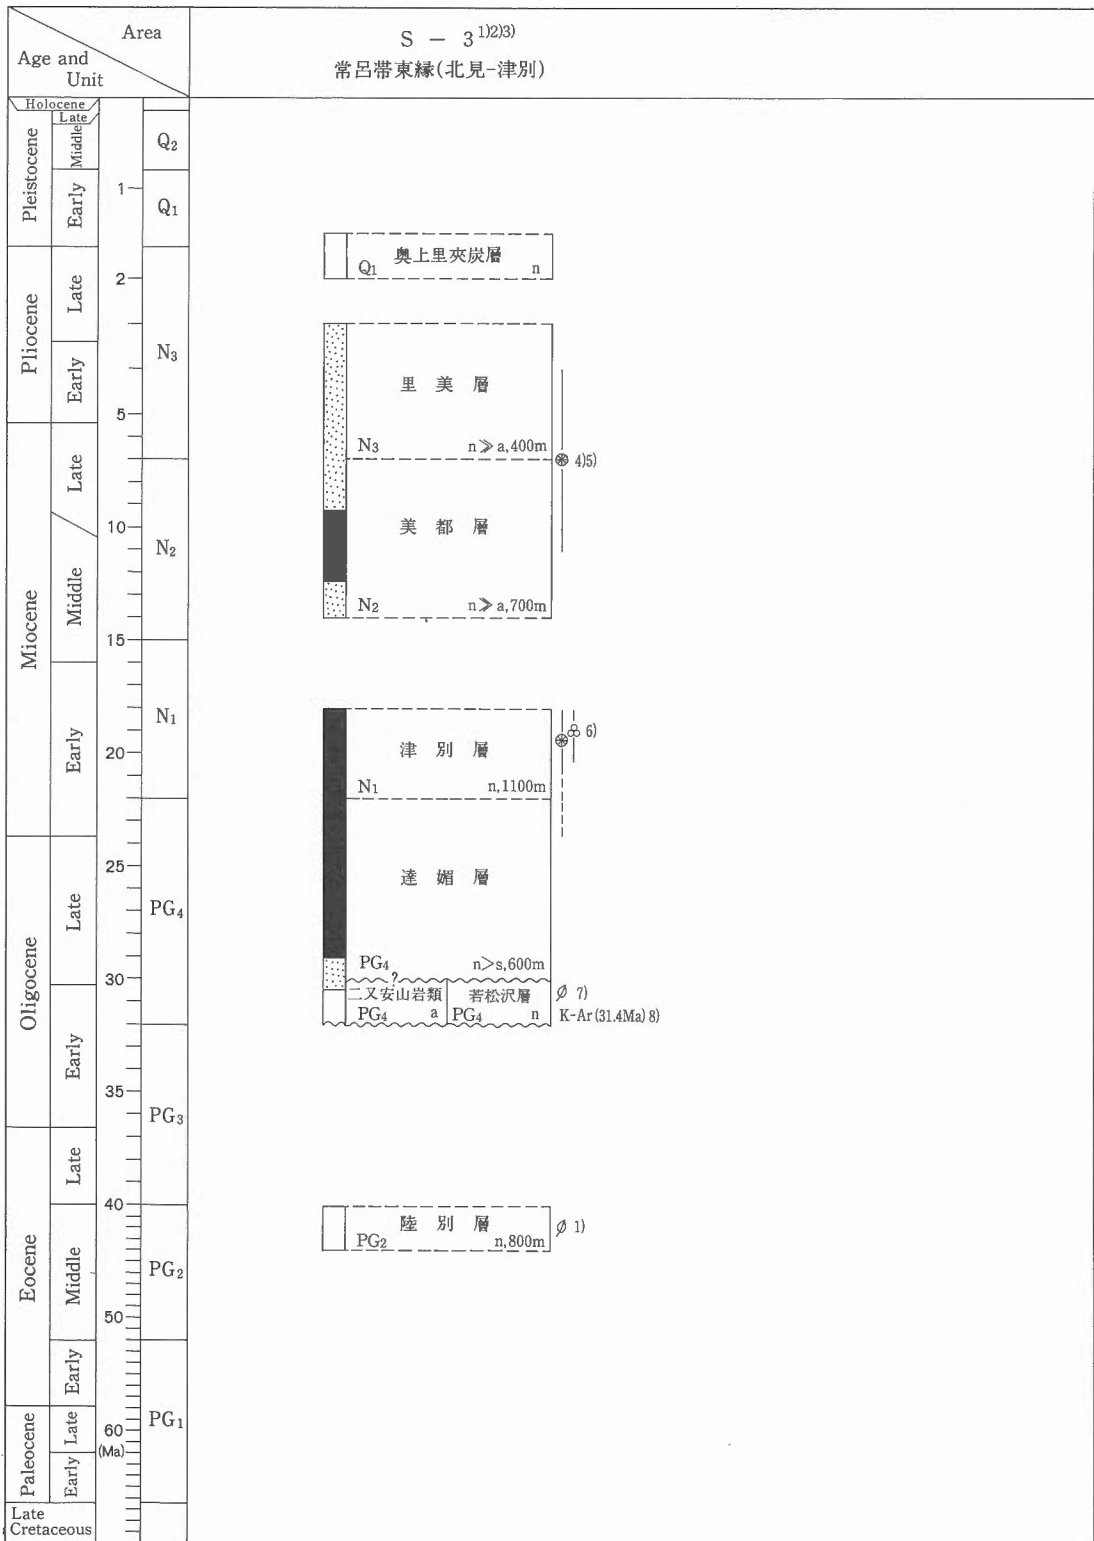 Area
Age and
Unit
S － 3 1)2)3)
常呂帯東縁(北見-津別)
Holocene
Late
Pleistocene
Middle
Early
Q2
1
Q1
奥上里夾炭層
Q1 n
2
Pliocene
Late
Early
N3
里美層
N3 n≫a,400m
5
4)5)
Miocene
Late
10
N2
美都層
N2 n≫a,700m
Middle
15
Early
N1
20
津別層
N1 n,1100m
6)
25
Oligocene
Late
PG4
達媚層
PG4 n>s,600m
30
?
二又安山岩類
PG4 a
若松沢層
PG4 n
7)
K-Ar(31.4Ma)8)
Early
35
PG3
Eocene
Late
40
陸別層
PG2 n,800m
1)
Middle
PG2
50
Early
Paleocene
Late
60
(Ma)
PG1
Early
Late
Cretaceous